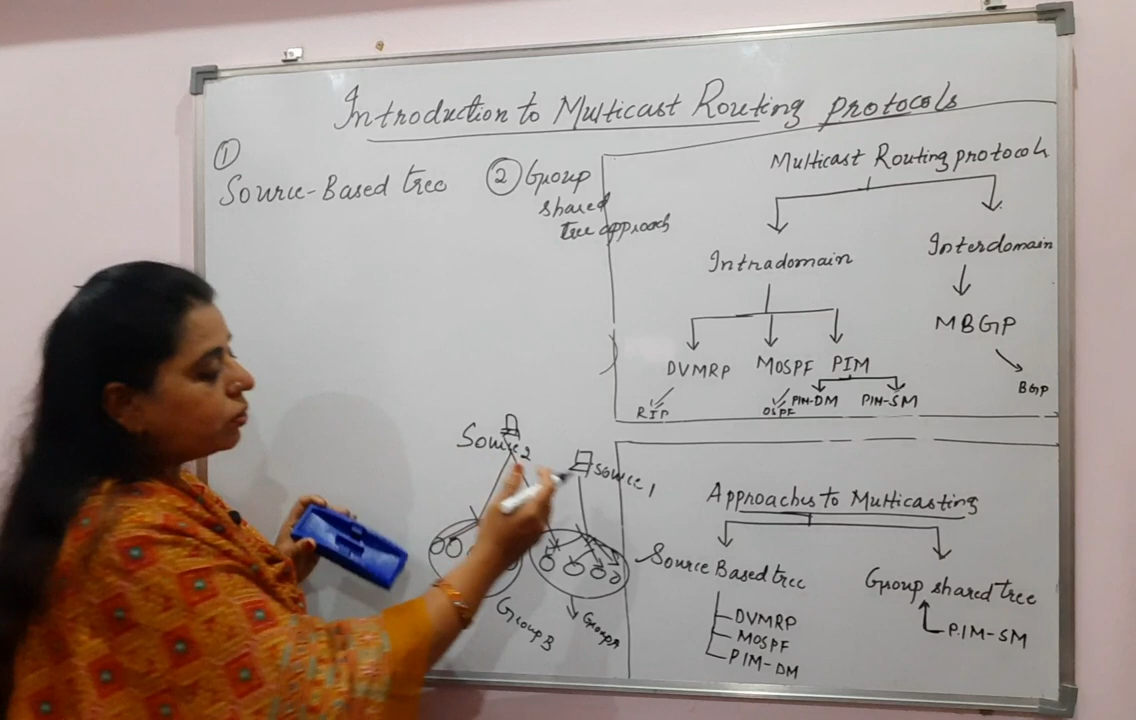 Introduction to Multicast Routing protocols
①
Source-Based tree
② Group
shared
tree approach
Multicast Routing protocols
Intradomain
Interdomain
DVMRP
MOSPF
PIM
MBGP
RIP
OSPF
PIM-DM
PIM-SM
BGP
Source 2
Source 1
Group B
Group A
Approaches to Multicasting
Source Based tree
Group shared tree
DVMRP
MOSPF
PIM-DM
PIM-SM